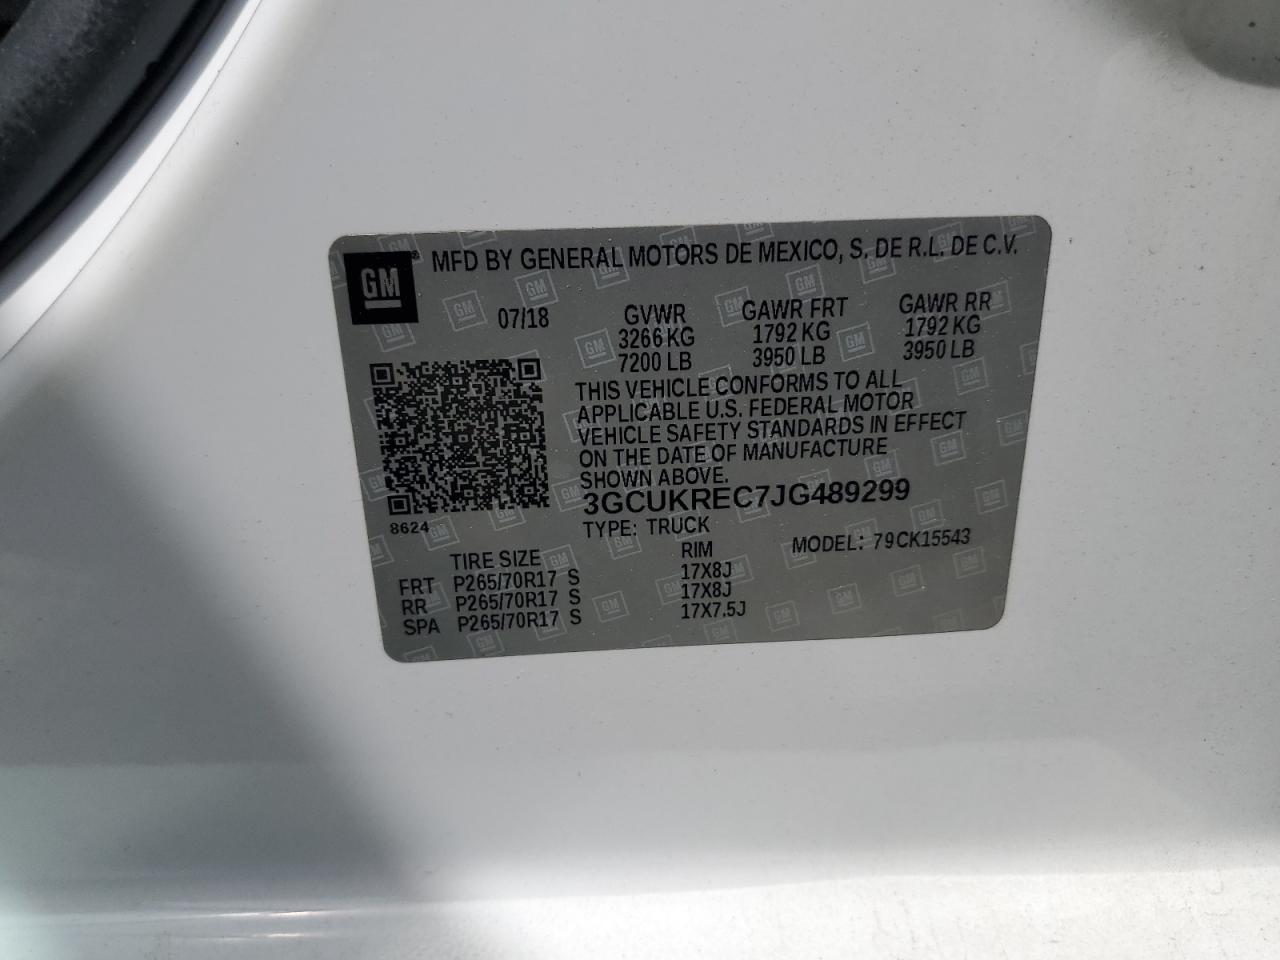 GM
MFD BY GENERAL MOTORS DE MEXICO, S. DE R.L. DE C.V.
07/18 GVWR GAWR FRT GAWR RR
3266 KG 1792 KG 1792 KG
7200 LB 3950 LB 3950 LB
THIS VEHICLE CONFORMS TO ALL
APPLICABLE U.S. FEDERAL MOTOR
VEHICLE SAFETY STANDARDS IN EFFECT
ON THE DATE OF MANUFACTURE
SHOWN ABOVE.
3GCUKREC7JG489299
8624 TYPE: TRUCK MODEL: 79CK15543
TIRE SIZE RIM
FRT P265/70R17 S 17X8J
RR P265/70R17 S 17X8J
SPA P265/70R17 S 17X7.5J